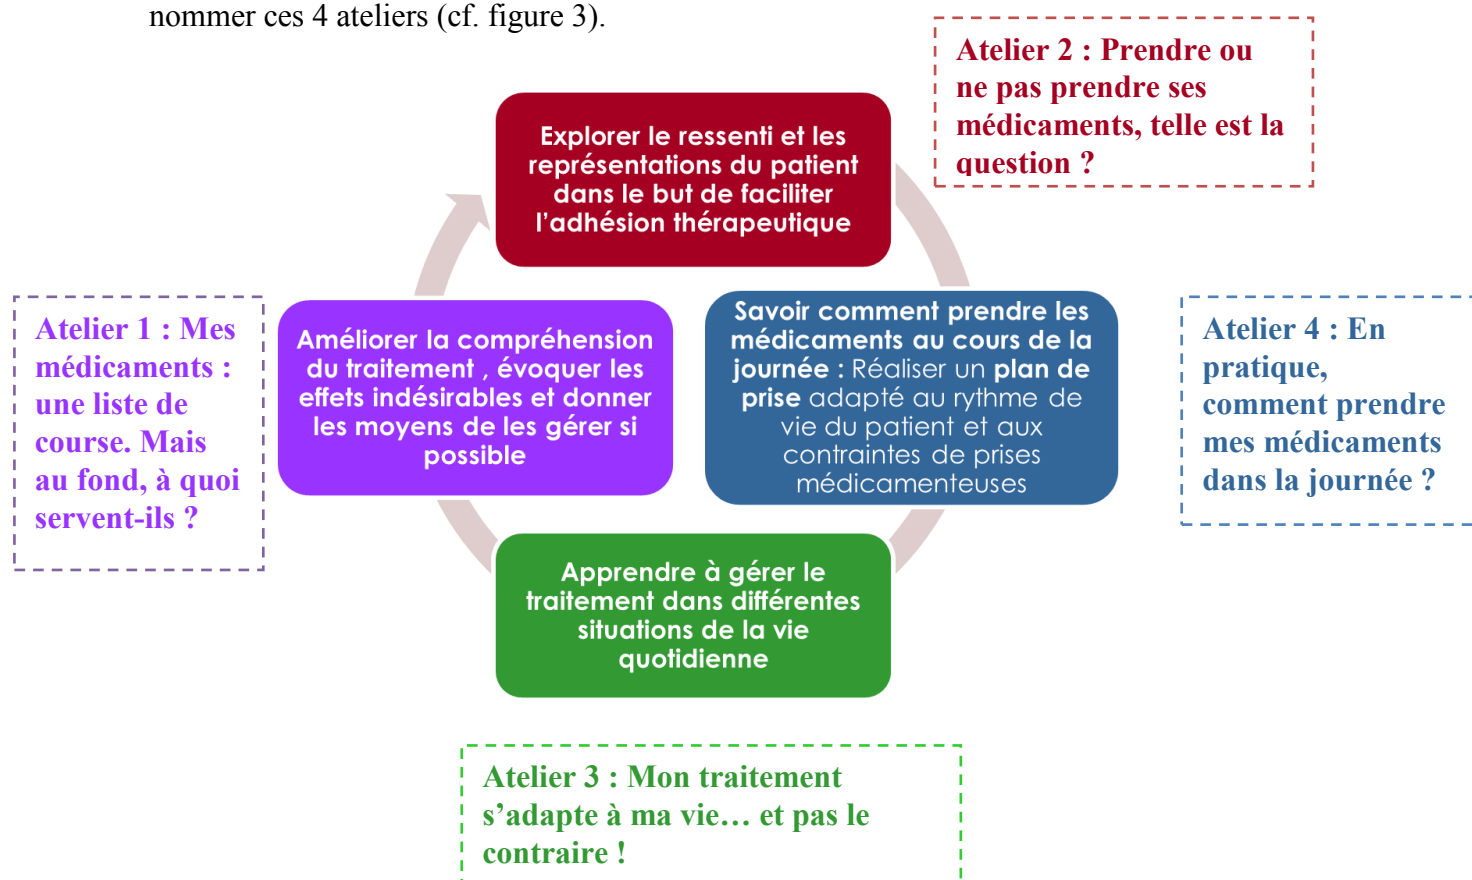 nommer ces 4 ateliers (cf. figure 3).
Atelier 2 : Prendre ou
ne pas prendre ses
médicaments, telle est la
question ?
Explorer le ressenti et les
représentations du patient
dans le but de faciliter
l’adhésion thérapeutique
Atelier 1 : Mes
médicaments :
une liste de
course. Mais
au fond, à quoi
servent-ils ?
Améliorer la compréhension
du traitement , évoquer les
effets indésirables et donner
les moyens de les gérer si
possible
Savoir comment prendre les
médicaments au cours de la
journée : Réaliser un plan de
prise adapté au rythme de
vie du patient et aux
contraintes de prises
médicamenteuses
Atelier 4 : En
pratique,
comment prendre
mes médicaments
dans la journée ?
Apprendre à gérer le
traitement dans différentes
situations de la vie
quotidienne
Atelier 3 : Mon traitement
s’adapte à ma vie… et pas le
contraire !